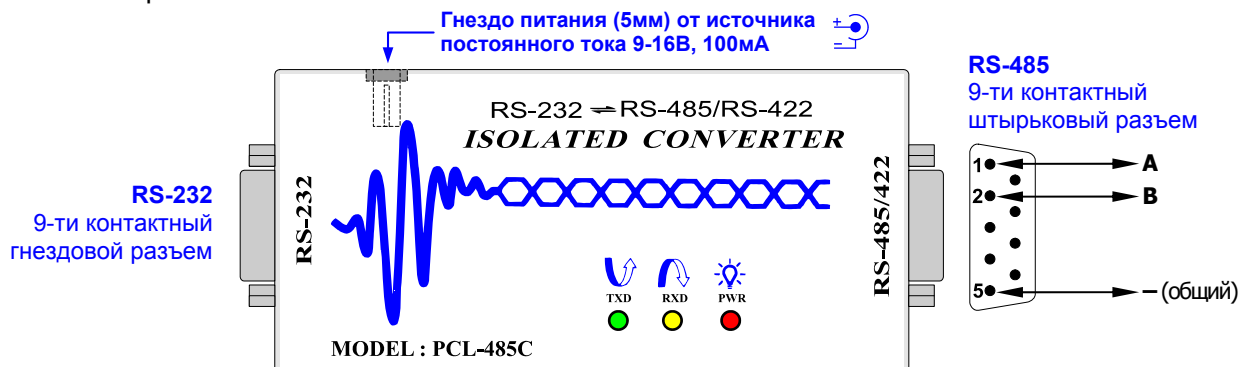 Гнездо питания (5мм) от источника
постоянного тока 9-16В, 100мА
+
–
RS-232 ⇌ RS-485/RS-422
ISOLATED CONVERTER
RS-232
9-ти контактный
гнездовой разъем
RS-232
TXD
RXD
PWR
MODEL : PCL-485C
RS-485/422
RS-485
9-ти контактный
штырьковый разъем
1
A
2
B
5
– (общий)